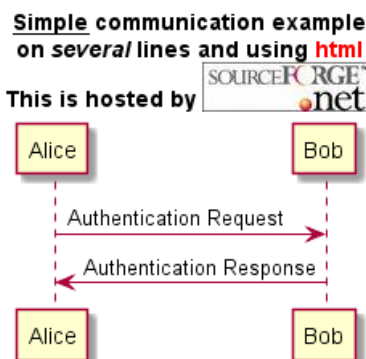 Simple communication example
on several lines and using html
This is hosted by SOURCEFORGE
.net
Alice Bob
Authentication Request
Authentication Response
Alice Bob